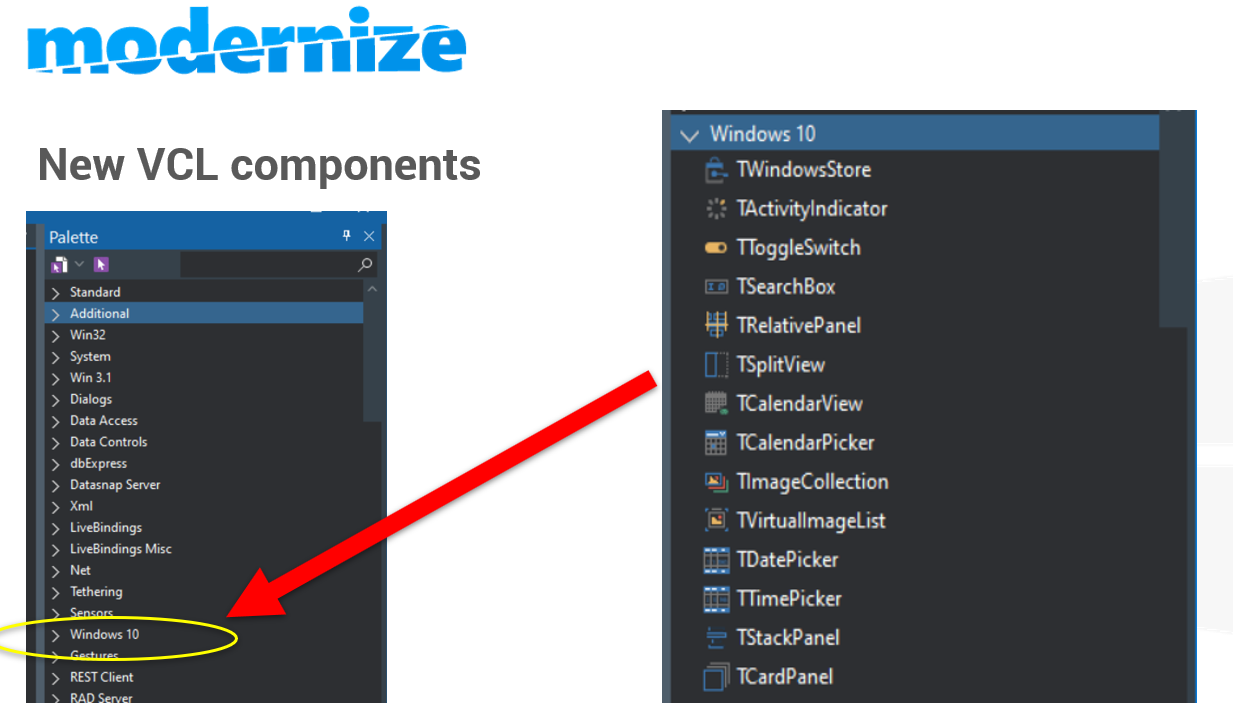 modernize
New VCL components
Palette
Standard
Additional
Win32
System
Win 3.1
Dialogs
Data Access
Data Controls
dbExpress
Datasnap Server
Xml
LiveBindings
LiveBindings Misc
Net
Tethering
Sensors
Windows 10
Gestures
REST Client
RAD Server
Windows 10
TWindowsStore
TActivityIndicator
TToggleSwitch
TSearchBox
TRelativePanel
TSplitView
TCalendarView
TCalendarPicker
TImageCollection
TVirtualImageList
TDatePicker
TTimePicker
TStackPanel
TCardPanel